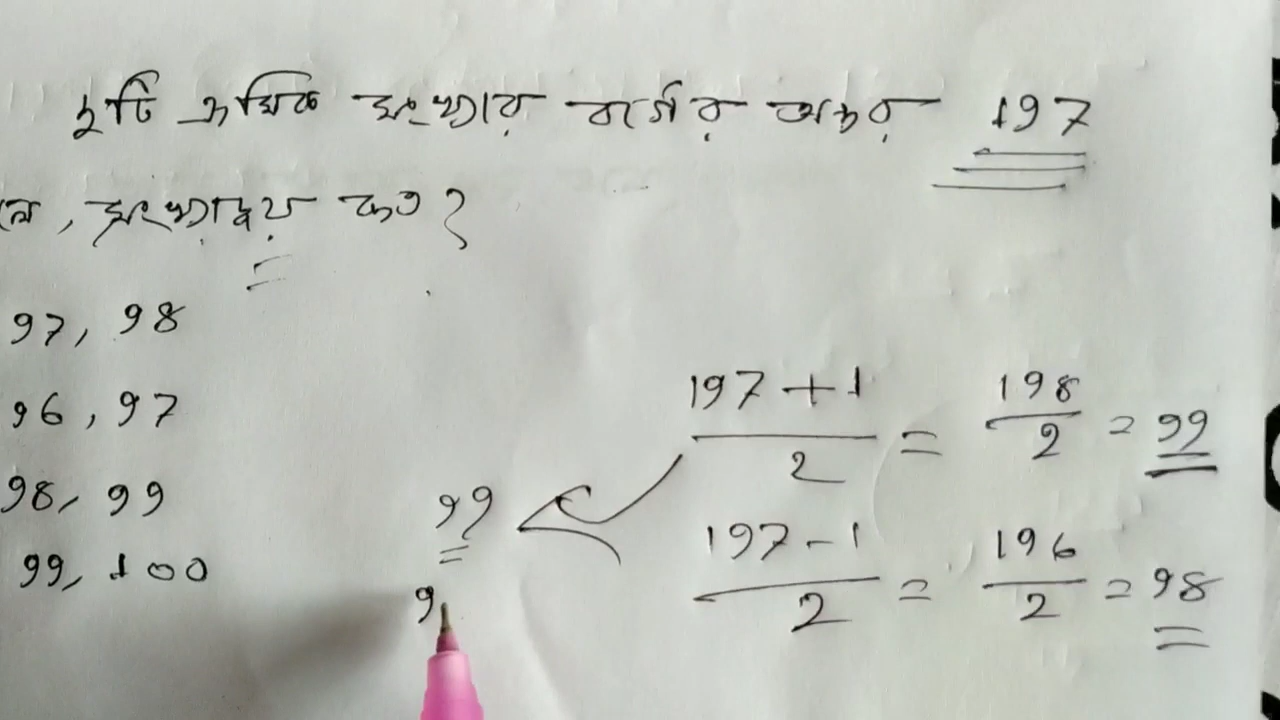 দুটি ক্রমিক সংখ্যার বর্গের অন্তর 197
লে, সংখ্যাদ্বয় কত?
97, 98
96, 97
98, 99
99, 100
197 + 1 / 2 = 198 / 2 = 99
99
197 - 1 / 2 = 196 / 2 = 98
9